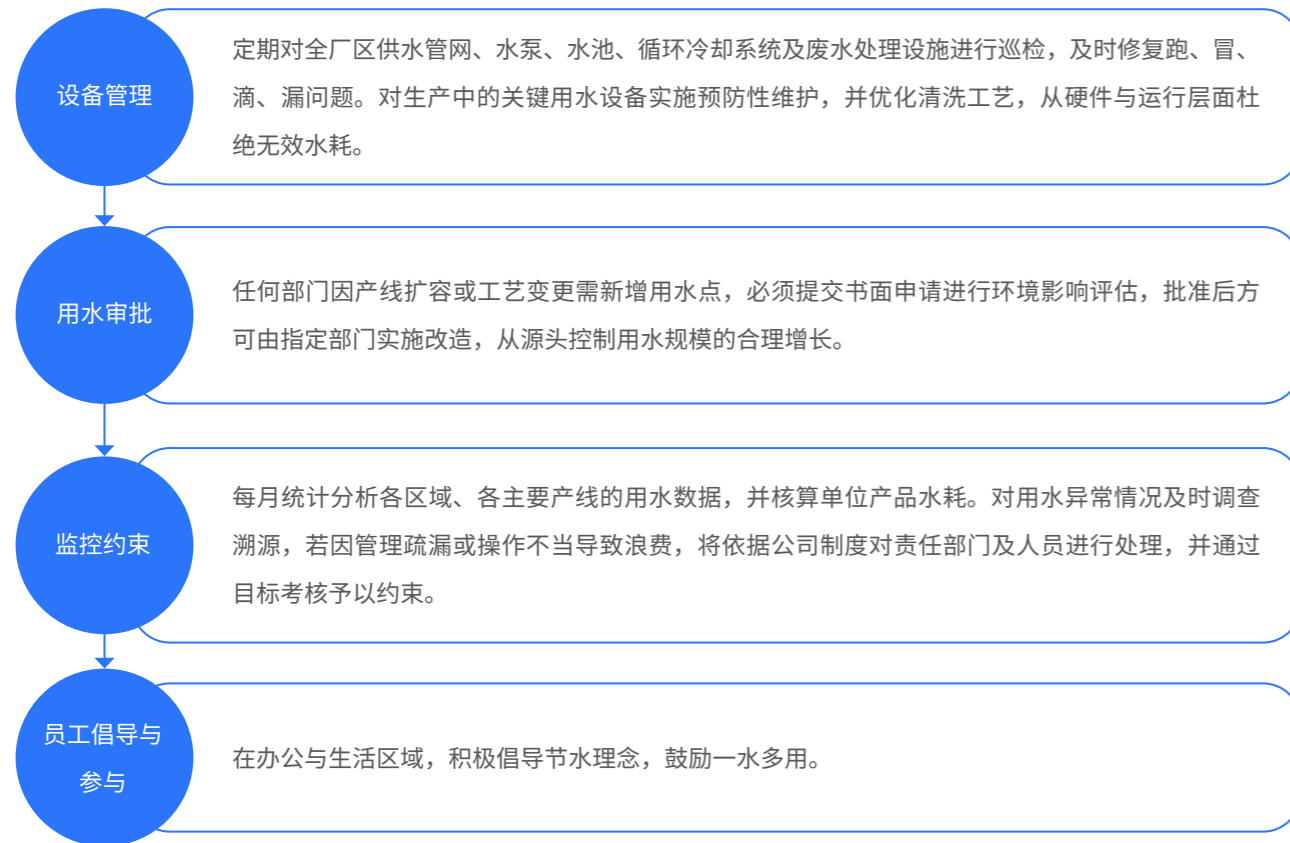 设备管理
定期对全厂区供水管网、水泵、水池、循环冷却系统及废水处理设施进行巡检，及时修复跑、冒、
滴、漏问题。对生产中的关键用水设备实施预防性维护，并优化清洗工艺，从硬件与运行层面杜
绝无效水耗。
用水审批
任何部门因产线扩容或工艺变更需新增用水点，必须提交书面申请进行环境影响评估，批准后方
可由指定部门实施改造，从源头控制用水规模的合理增长。
监控约束
每月统计分析各区域、各主要产线的用水数据，并核算单位产品水耗。对用水异常情况及时调查
溯源，若因管理疏漏或操作不当导致浪费，将依据公司制度对责任部门及人员进行处理，并通过
目标考核予以约束。
员工倡导与
参与
在办公与生活区域，积极倡导节水理念，鼓励一水多用。